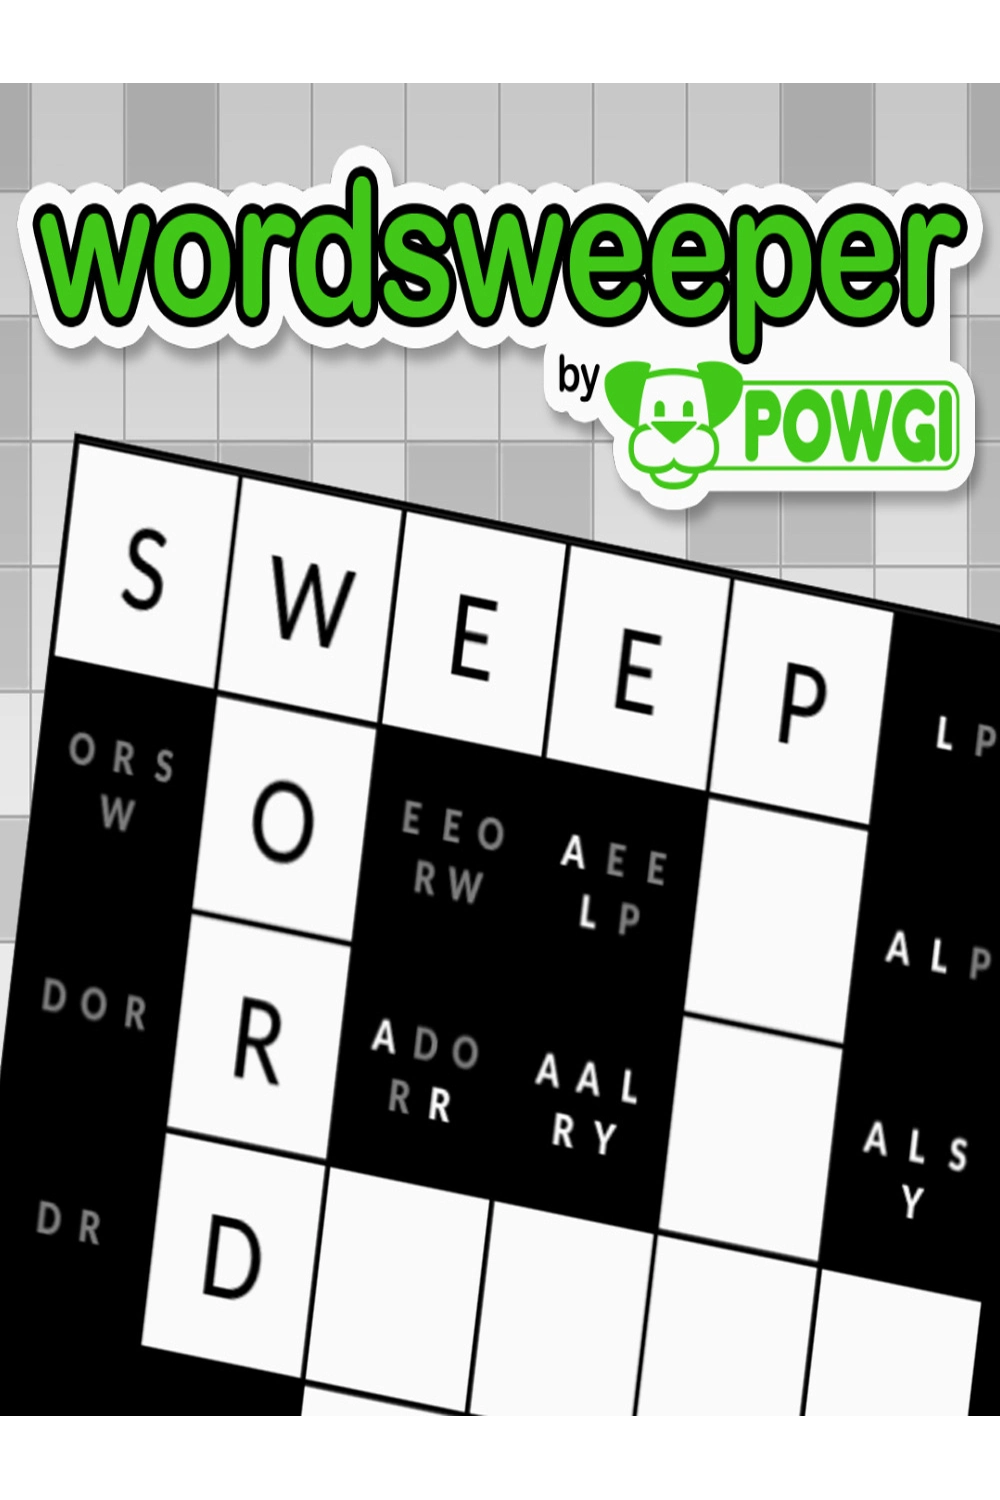 wordsweeper
by POWGI
S W E E P
L P
O R S
W
O
E E O
R W
A E E
L P
A L P
D O R
R
A D O
R R
A A L
R Y
A L S
Y
D R
D